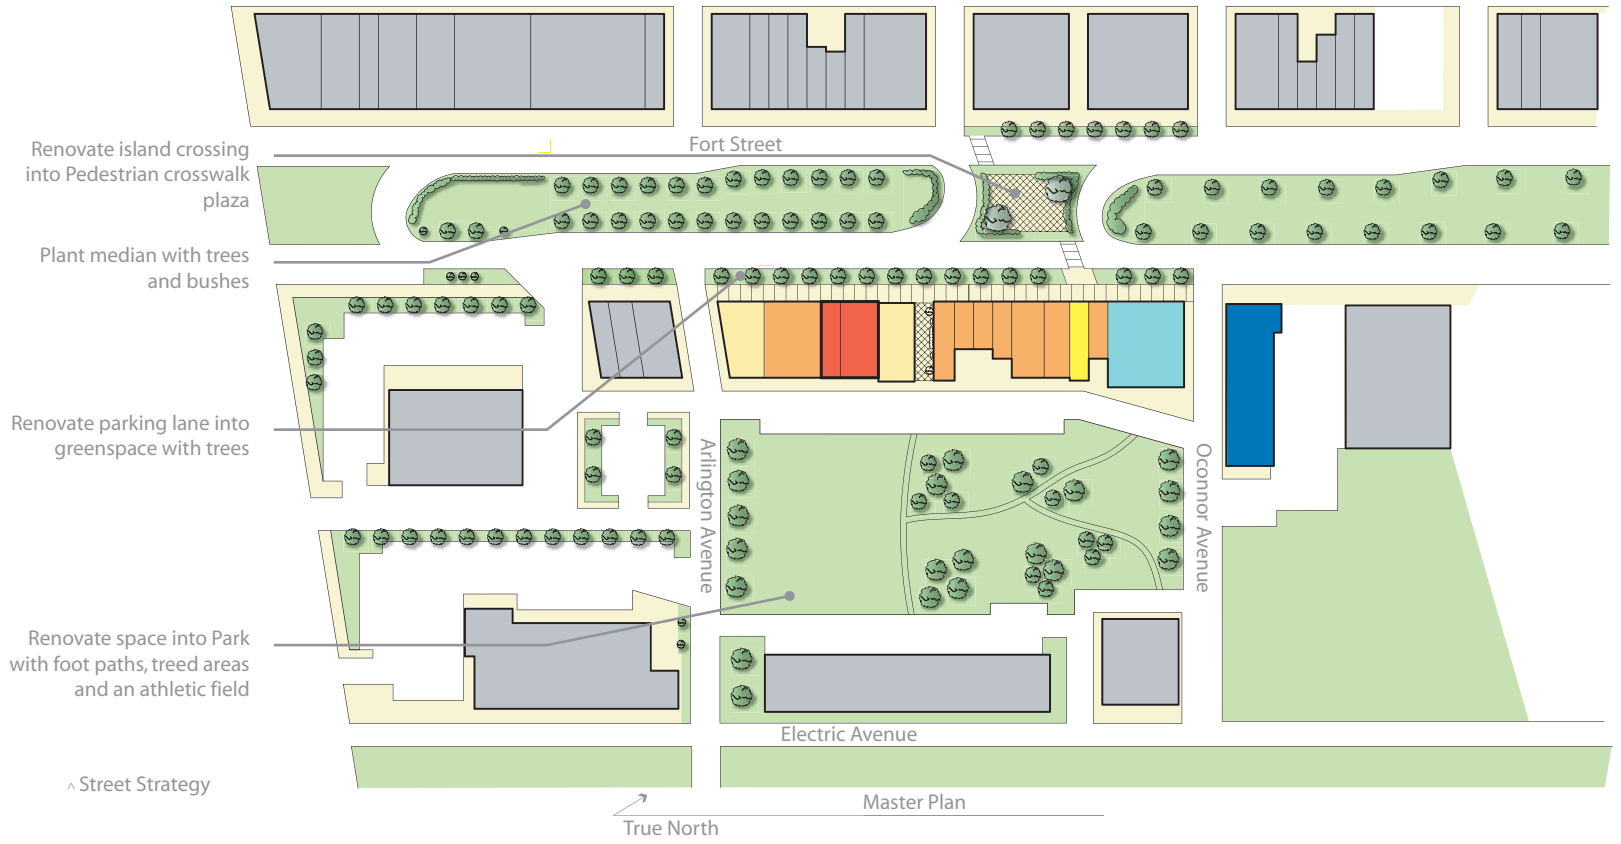 Fort Street
Renovate island crossing
into Pedestrian crosswalk
plaza
Plant median with trees
and bushes
Renovate parking lane into
greenspace with trees
Arlington Avenue
Oconnor Avenue
Renovate space into Park
with foot paths, treed areas
and an athletic field
Electric Avenue
^ Street Strategy
Master Plan
True North